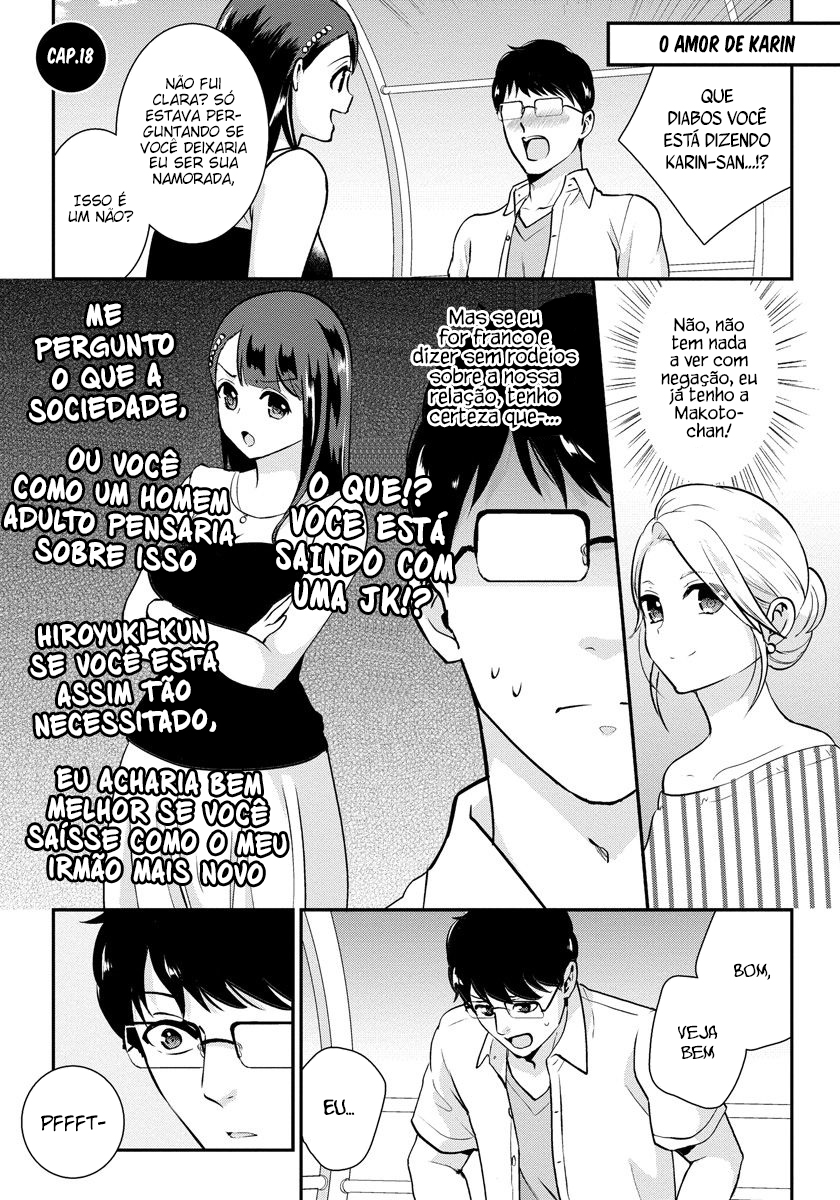 CAP.18
O AMOR DE KARIN
QUE
DIABOS VOCÊ
ESTÁ DIZENDO
KARIN-SAN...!?
NÃO FUI
CLARA? SÓ
ESTAVA PER-
GUNTANDO SE
VOCÊ DEIXARIA
EU SER SUA
NAMORADA,
ISSO É
UM NÃO?
Não, não
tem nada
a ver com
negação, eu
já tenho a
Makoto-
chan!
Mas se eu
for franco e
dizer sem rodeios
sobre a nossa
relação, tenho
certeza que-...
O QUE!?
VOCE ESTÁ
SAINDO COM
UMA JK!?
ME
PERGUNTO
O QUE A
SOCIEDADE,
OU VOCÊ
COMO UM HOMEM
ADULTO PENSARIA
SOBRE ISSO
HIROYUKI-KUN
SE VOCÊ ESTÁ
ASSIM TÃO
NECESSITADO,
EU ACHARIA BEM
MELHOR SE VOCÊ
SAÍSSE COMO O MEU
IRMÃO MAIS NOVO
BOM,
VEJA
BEM
EU...
PFFFT-